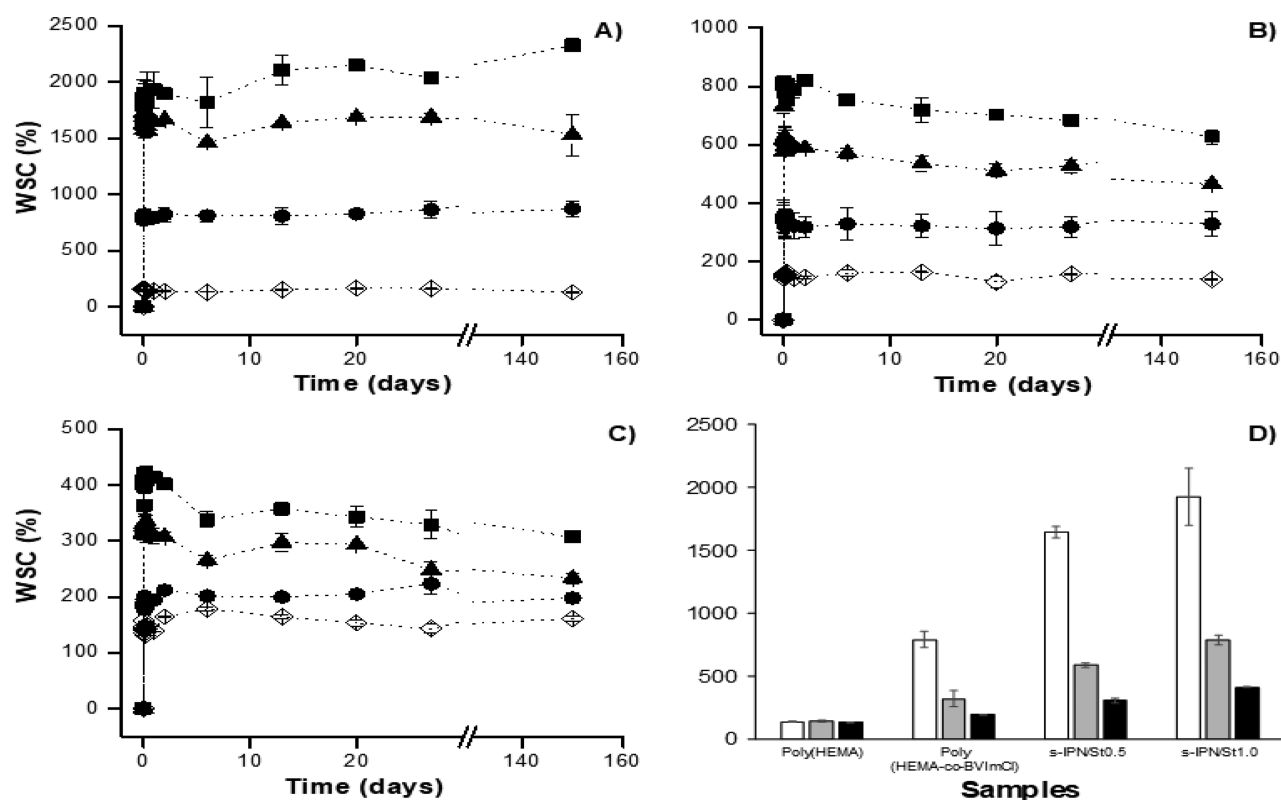 A)
WSC (%)
2500
2000
1500
1000
500
0
0 10 20 140 160
Time (days)
B)
WSC (%)
1000
800
600
400
200
0
0 10 20 140 160
Time (days)
C)
WSC (%)
500
400
300
200
100
0
0 10 20 140 160
Time (days)
D)
2500
2000
1500
1000
500
0
Poly(HEMA) Poly s-IPN/St0.5 s-IPN/St1.0
(HEMA-co-BVImCl)
Samples